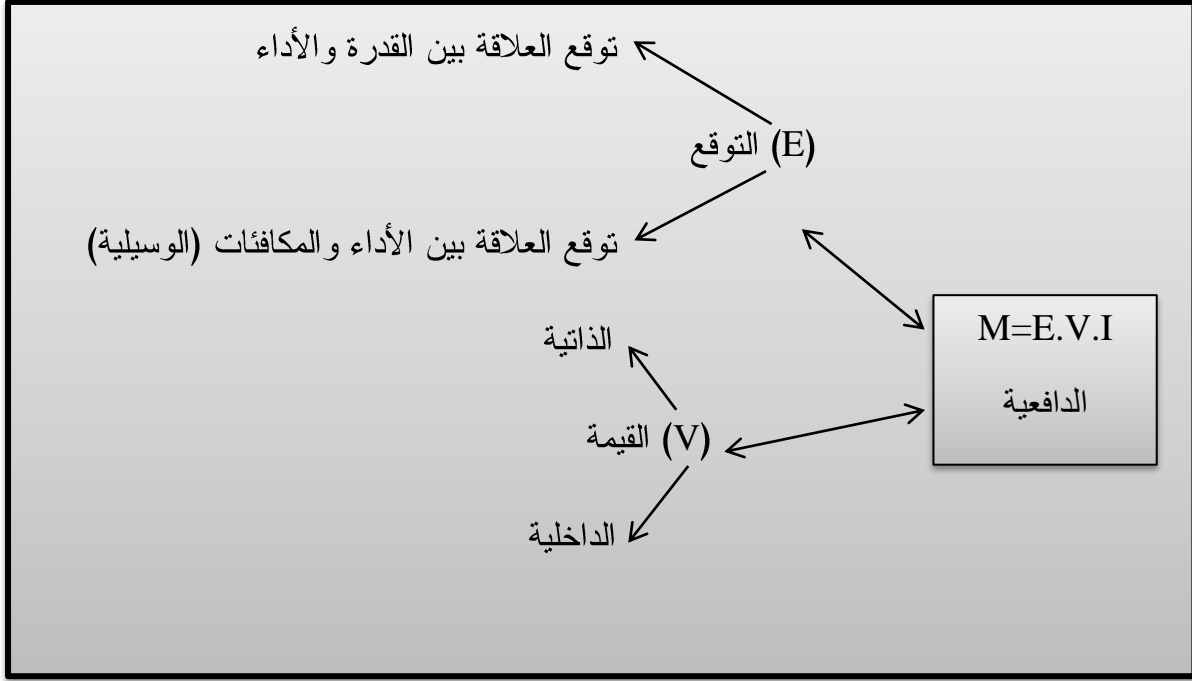 توقع العلاقة بين القدرة والأداء
(E) التوقع
توقع العلاقة بين الأداء والمكافئات (الوسيلية)
M=E.V.I
الدافعية
الذاتية
(V) القيمة
الداخلية